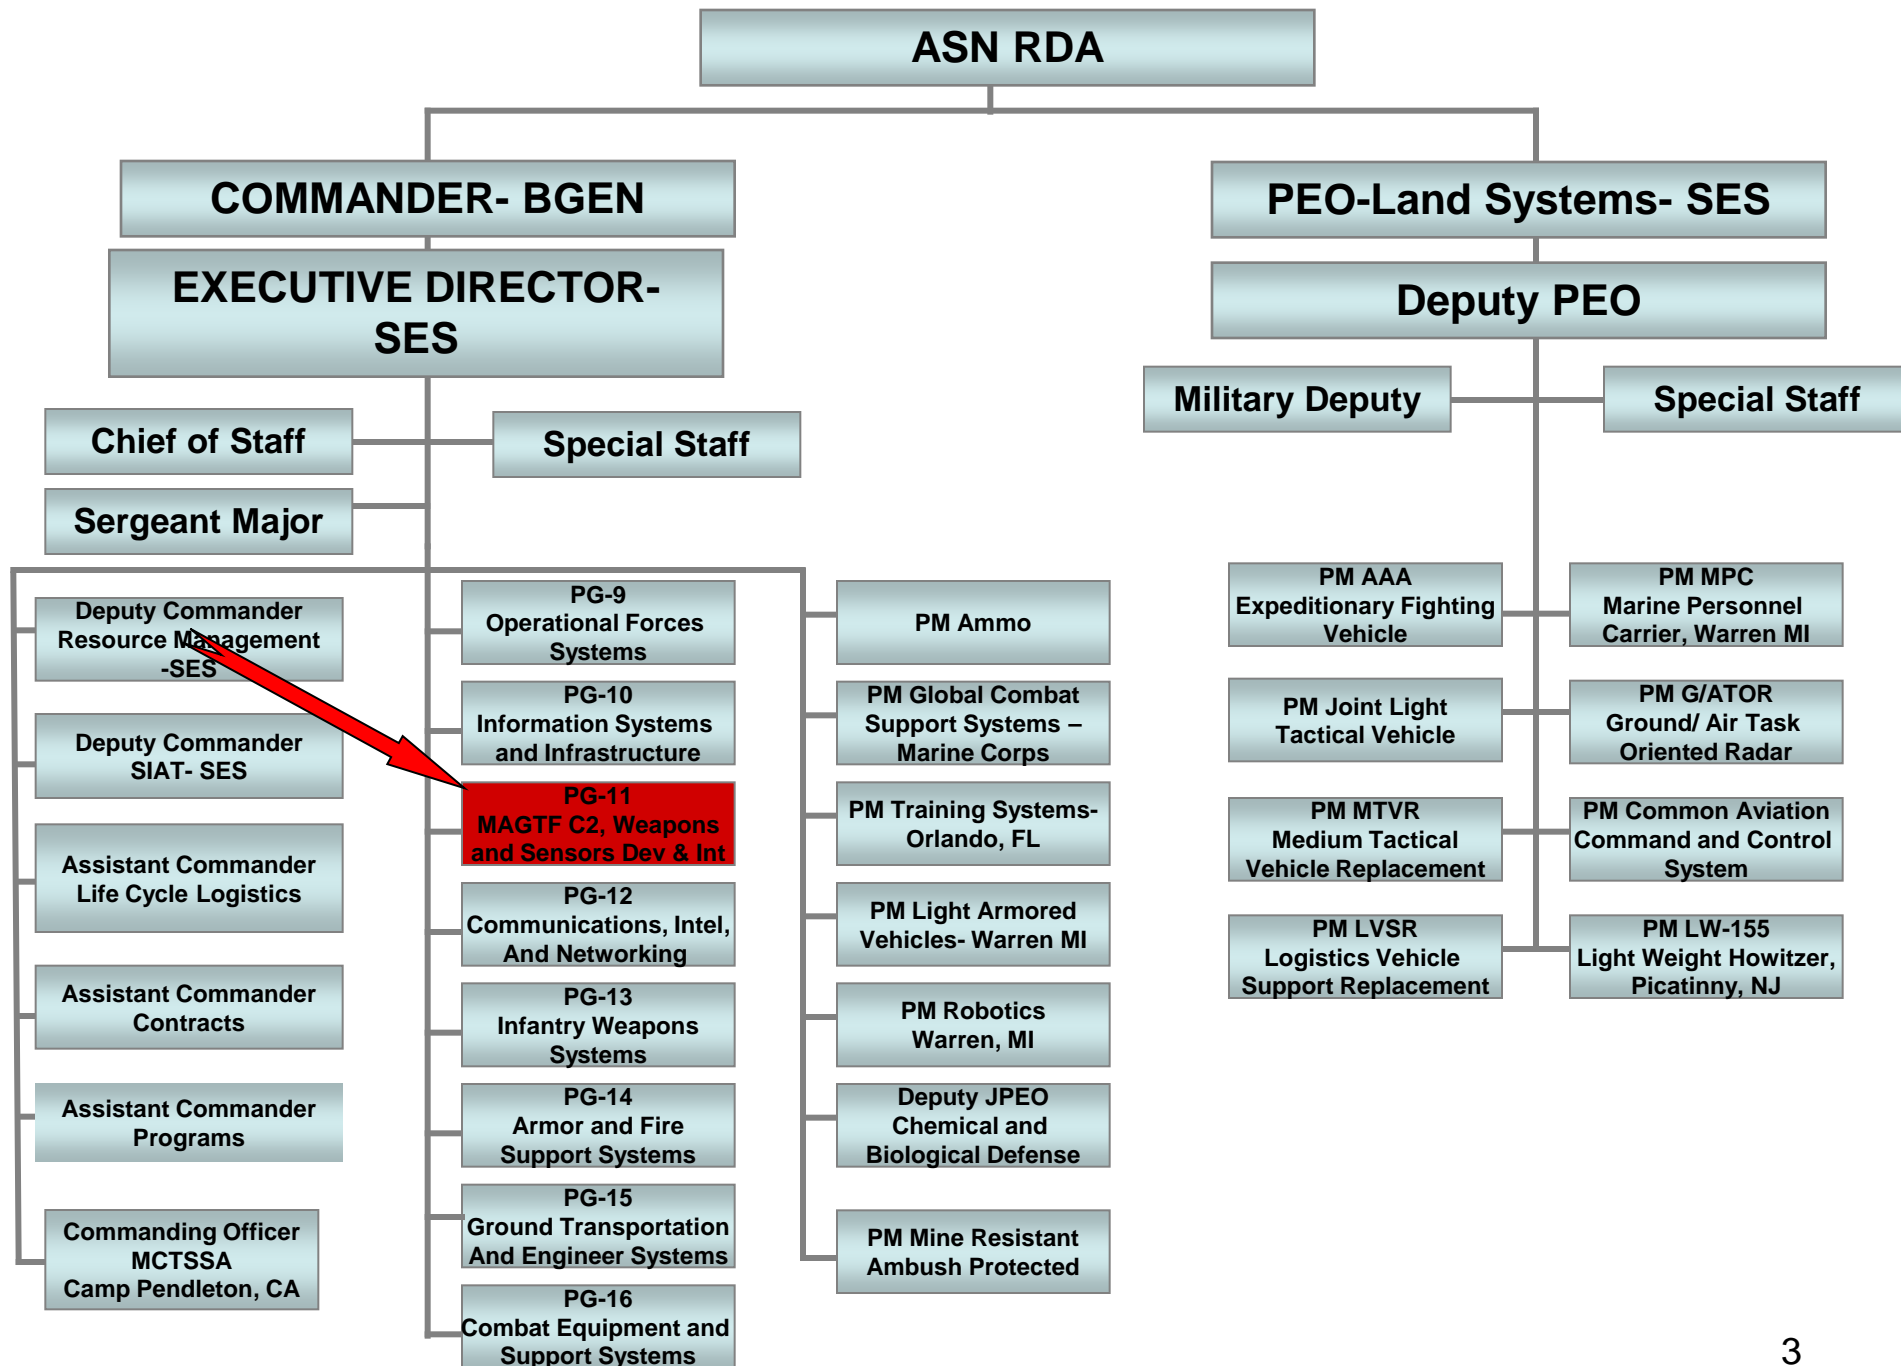 ASN RDA
COMMANDER- BGEN
EXECUTIVE DIRECTOR-
SES
Chief of Staff
Special Staff
Sergeant Major
Deputy Commander
Resource Management
-SES
Deputy Commander
SIAT- SES
Assistant Commander
Life Cycle Logistics
Assistant Commander
Contracts
Assistant Commander
Programs
Commanding Officer
MCTSSA
Camp Pendleton, CA
PG-9
Operational Forces
Systems
PG-10
Information Systems
and Infrastructure
PG-11
MAGTF C2, Weapons
and Sensors Dev & Int
PG-12
Communications, Intel,
And Networking
PG-13
Infantry Weapons
Systems
PG-14
Armor and Fire
Support Systems
PG-15
Ground Transportation
And Engineer Systems
PG-16
Combat Equipment and
Support Systems
PM Ammo
PM Global Combat
Support Systems –
Marine Corps
PM Training Systems-
Orlando, FL
PM Light Armored
Vehicles- Warren MI
PM Robotics
Warren, MI
Deputy JPEO
Chemical and
Biological Defense
PM Mine Resistant
Ambush Protected
PEO-Land Systems- SES
Deputy PEO
Military Deputy
Special Staff
PM AAA
Expeditionary Fighting
Vehicle
PM Joint Light
Tactical Vehicle
PM MTVR
Medium Tactical
Vehicle Replacement
PM LVSR
Logistics Vehicle
Support Replacement
PM MPC
Marine Personnel
Carrier, Warren MI
PM G/ATOR
Ground/ Air Task
Oriented Radar
PM Common Aviation
Command and Control
System
PM LW-155
Light Weight Howitzer,
Picatinny, NJ
3